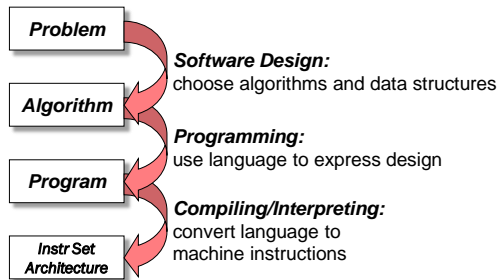 Problem
Software Design:
choose algorithms and data structures
Algorithm
Programming:
use language to express design
Program
Compiling/Interpreting:
convert language to
machine instructions
Instr Set
Architecture